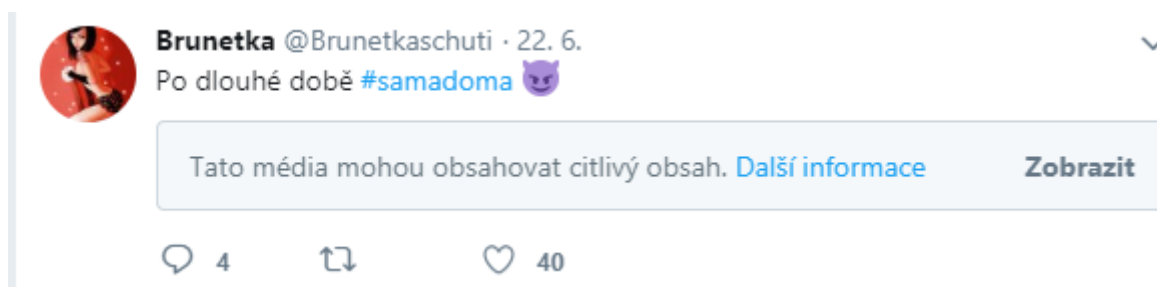 Brunetka @Brunetkaschuti · 22. 6.
Po dlouhé době #samadoma 😈
Tato média mohou obsahovat citlivý obsah. Další informace Zobrazit
4 40